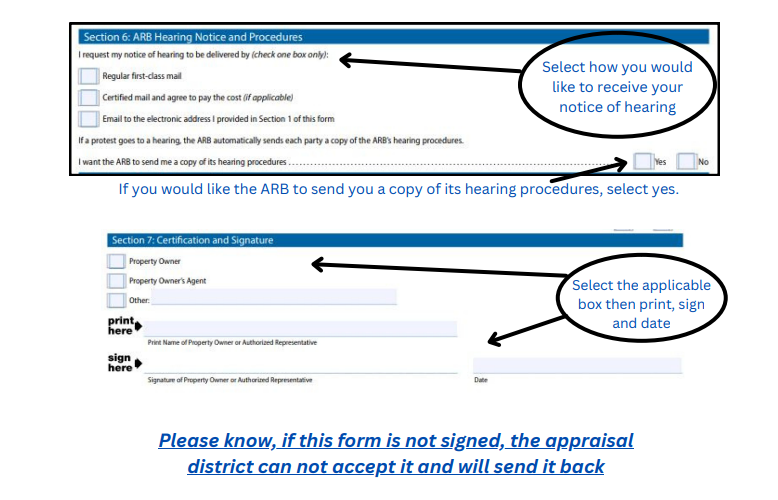 Section 6: ARB Hearing Notice and Procedures
I request my notice of hearing to be delivered by (check one box only):
Regular first-class mail
Certified mail and agree to pay the cost (if applicable)
Email to the electronic address I provided in Section 1 of this form
If a protest goes to a hearing, the ARB automatically sends each party a copy of the ARB's hearing procedures.
I want the ARB to send me a copy of its hearing procedures Yes No
Select how you would
like to receive your
notice of hearing
If you would like the ARB to send you a copy of its hearing procedures, select yes.
Section 7: Certification and Signature
Property Owner
Property Owner's Agent
Other:
print
here
Print Name of Property Owner or Authorized Representative
sign
here
Signature of Property Owner or Authorized Representative
Date
Select the applicable
box then print, sign
and date
Please know, if this form is not signed, the appraisal
district can not accept it and will send it back